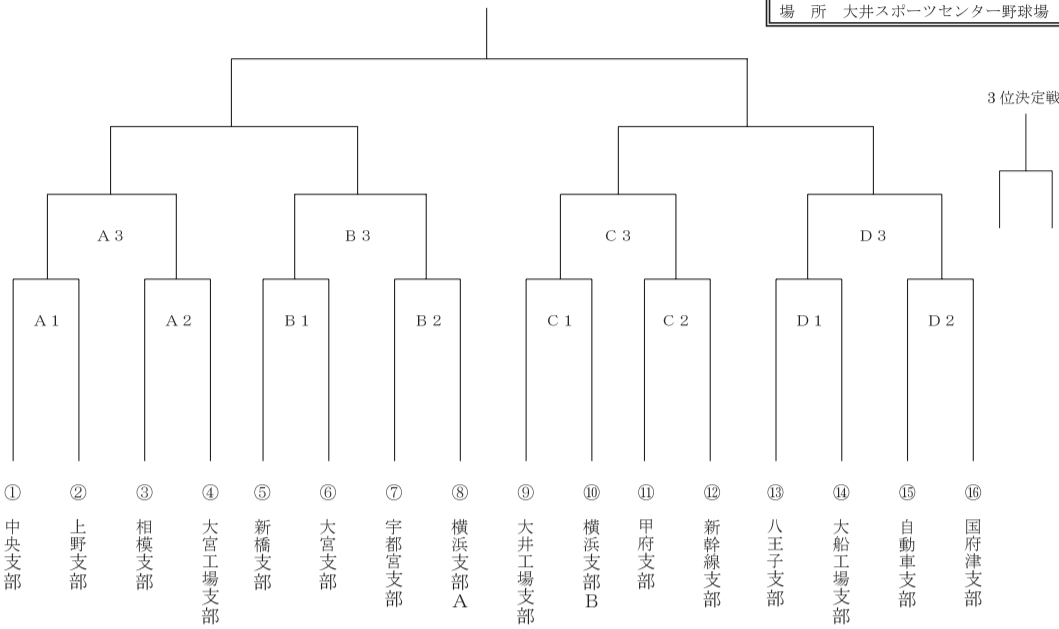 場 所 大井スポーツセンター野球場
3位決定戦
A3 B3 C3 D3
A1 A2 B1 B2 C1 C2 D1 D2
① ② ③ ④ ⑤ ⑥ ⑦ ⑧ ⑨ ⑩ ⑪ ⑫ ⑬ ⑭ ⑮ ⑯
中央支部
上野支部
相模支部
大宮工場支部
新橋支部
大宮支部
宇都宮支部
横浜支部A
大井工場支部
横浜支部B
甲府支部
新幹線支部
八王子支部
大船工場支部
自動車支部
国府津支部